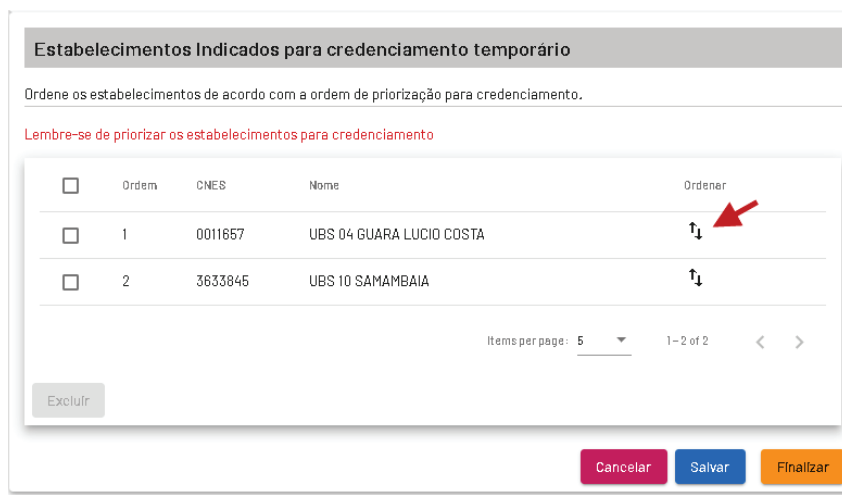 Estabelecimentos Indicados para credenciamento temporário
Ordene os estabelecimentos de acordo com a ordem de priorização para credenciamento.
Lembre-se de priorizar os estabelecimentos para credenciamento
Ordem CNES Nome Ordenar
1 0011657 UBS 04 GUARA LUCIO COSTA
2 3633845 UBS 10 SAMAMBAIA
Items per page: 5 1 – 2 of 2
Excluir
Cancelar Salvar Finalizar